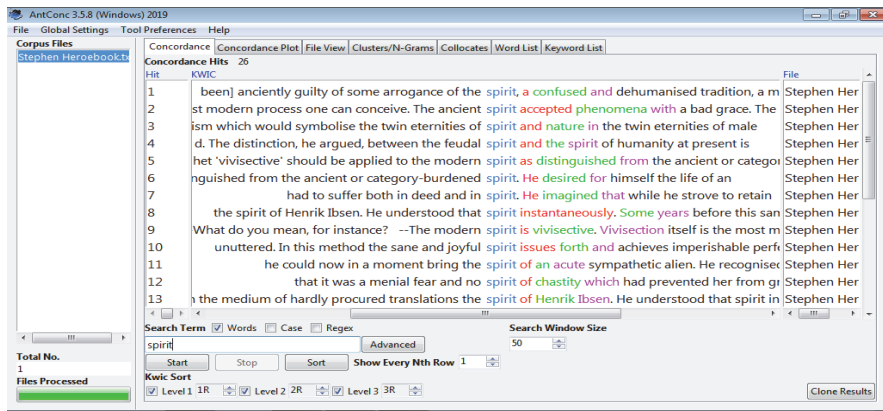 AntConc 3.5.8 (Windows) 2019
File Global Settings Tool Preferences Help
Corpus Files
Stephen Heroebook.tx
Total No.
1
Files Processed
Concordance Concordance Plot File View Clusters/N-Grams Collocates Word List Keyword List
Concordance Hits 26
Hit KWIC File
1 been] anciently guilty of some arrogance of the spirit, a confused and dehumanised tradition, a m Stephen Her
2 st modern process one can conceive. The ancient spirit accepted phenomena with a bad grace. The Stephen Her
3 ism which would symbolise the twin eternities of spirit and nature in the twin eternities of male Stephen Her
4 d. The distinction, he argued, between the feudal spirit and the spirit of humanity at present is Stephen Her
5 het 'vivisective' should be applied to the modern spirit as distinguished from the ancient or categor Stephen Her
6 nguished from the ancient or category-burdened spirit. He desired for himself the life of an Stephen Her
7 had to suffer both in deed and in spirit. He imagined that while he strove to retain Stephen Her
8 the spirit of Henrik Ibsen. He understood that spirit instantaneously. Some years before this san Stephen Her
9 What do you mean, for instance? --The modern spirit is vivisective. Vivisection itself is the most m Stephen Her
10 unuttered. In this method the sane and joyful spirit issues forth and achieves imperishable perfe Stephen Her
11 he could now in a moment bring the spirit of an acute sympathetic alien. He recognised Stephen Her
12 that it was a menial fear and no spirit of chastity which had prevented her from gr Stephen Her
13 n the medium of hardly procured translations the spirit of Henrik Ibsen. He understood that spirit in Stephen Her
Search Term Words Case Regex Search Window Size
spirit Advanced 50
Start Stop Sort Show Every Nth Row 1
Kwic Sort
Level 1 1R Level 2 2R Level 3 3R Clone Results